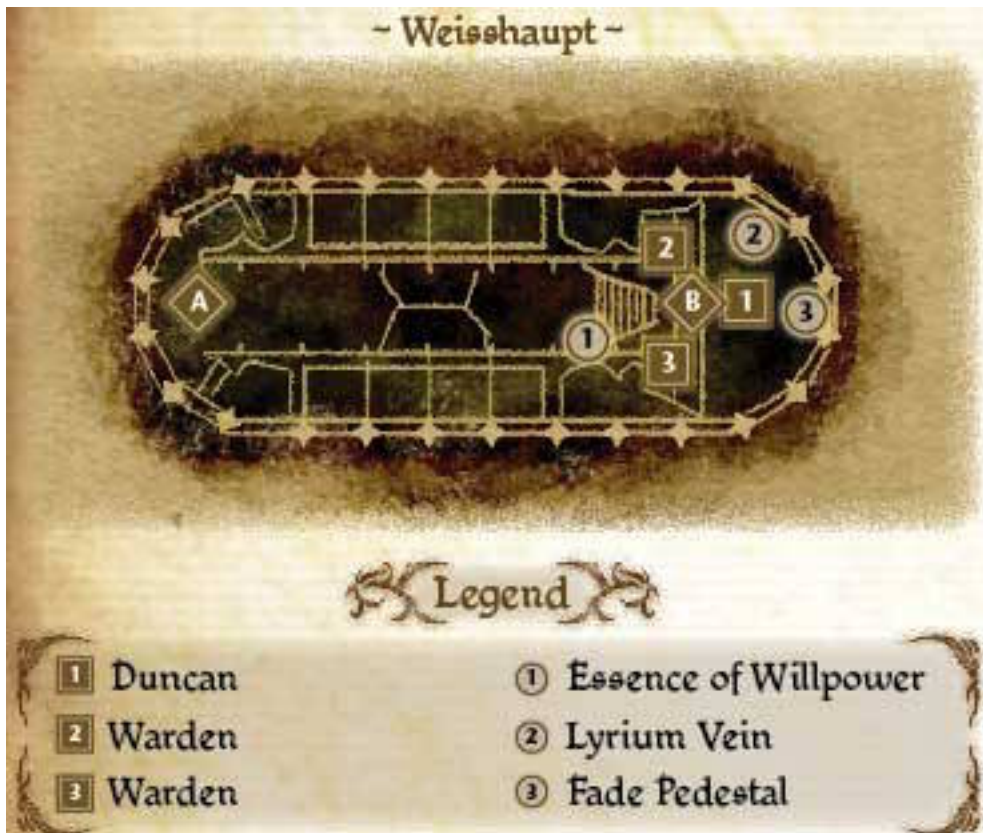 ~ Weisshaupt ~
2
2
A
B
1
3
1
3
Legend
1 Duncan
2 Warden
3 Warden
1 Essence of Willpower
2 Lyrium Vein
3 Fade Pedestal